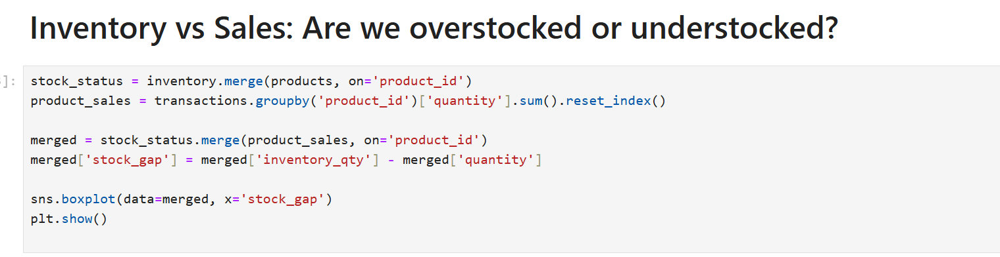 Inventory vs Sales: Are we overstocked or understocked?
]:
stock_status = inventory.merge(products, on='product_id')
product_sales = transactions.groupby('product_id')['quantity'].sum().reset_index()
merged = stock_status.merge(product_sales, on='product_id')
merged['stock_gap'] = merged['inventory_qty'] - merged['quantity']
sns.boxplot(data=merged, x='stock_gap')
plt.show()